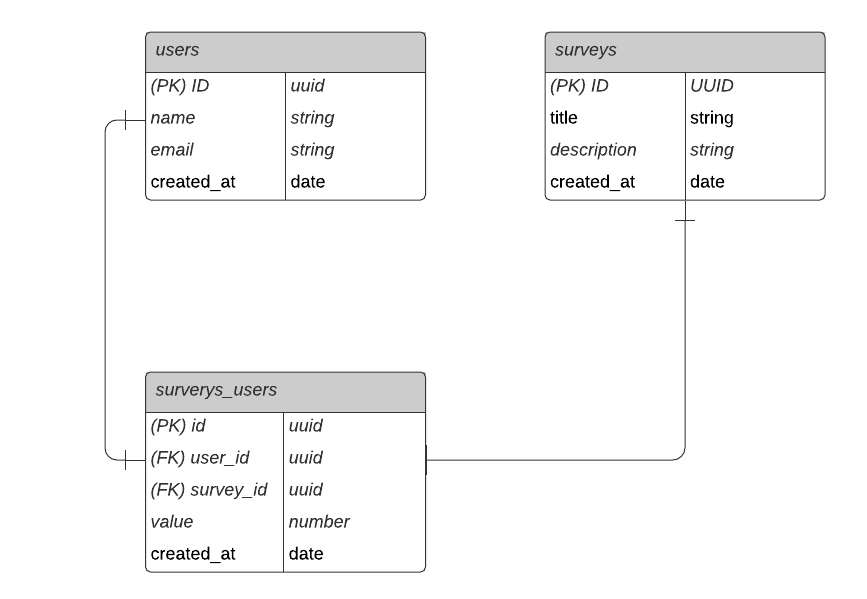 users
(PK) ID uuid
name string
email string
created_at date
surveys
(PK) ID UUID
title string
description string
created_at date
surverys_users
(PK) id uuid
(FK) user_id uuid
(FK) survey_id uuid
value number
created_at date